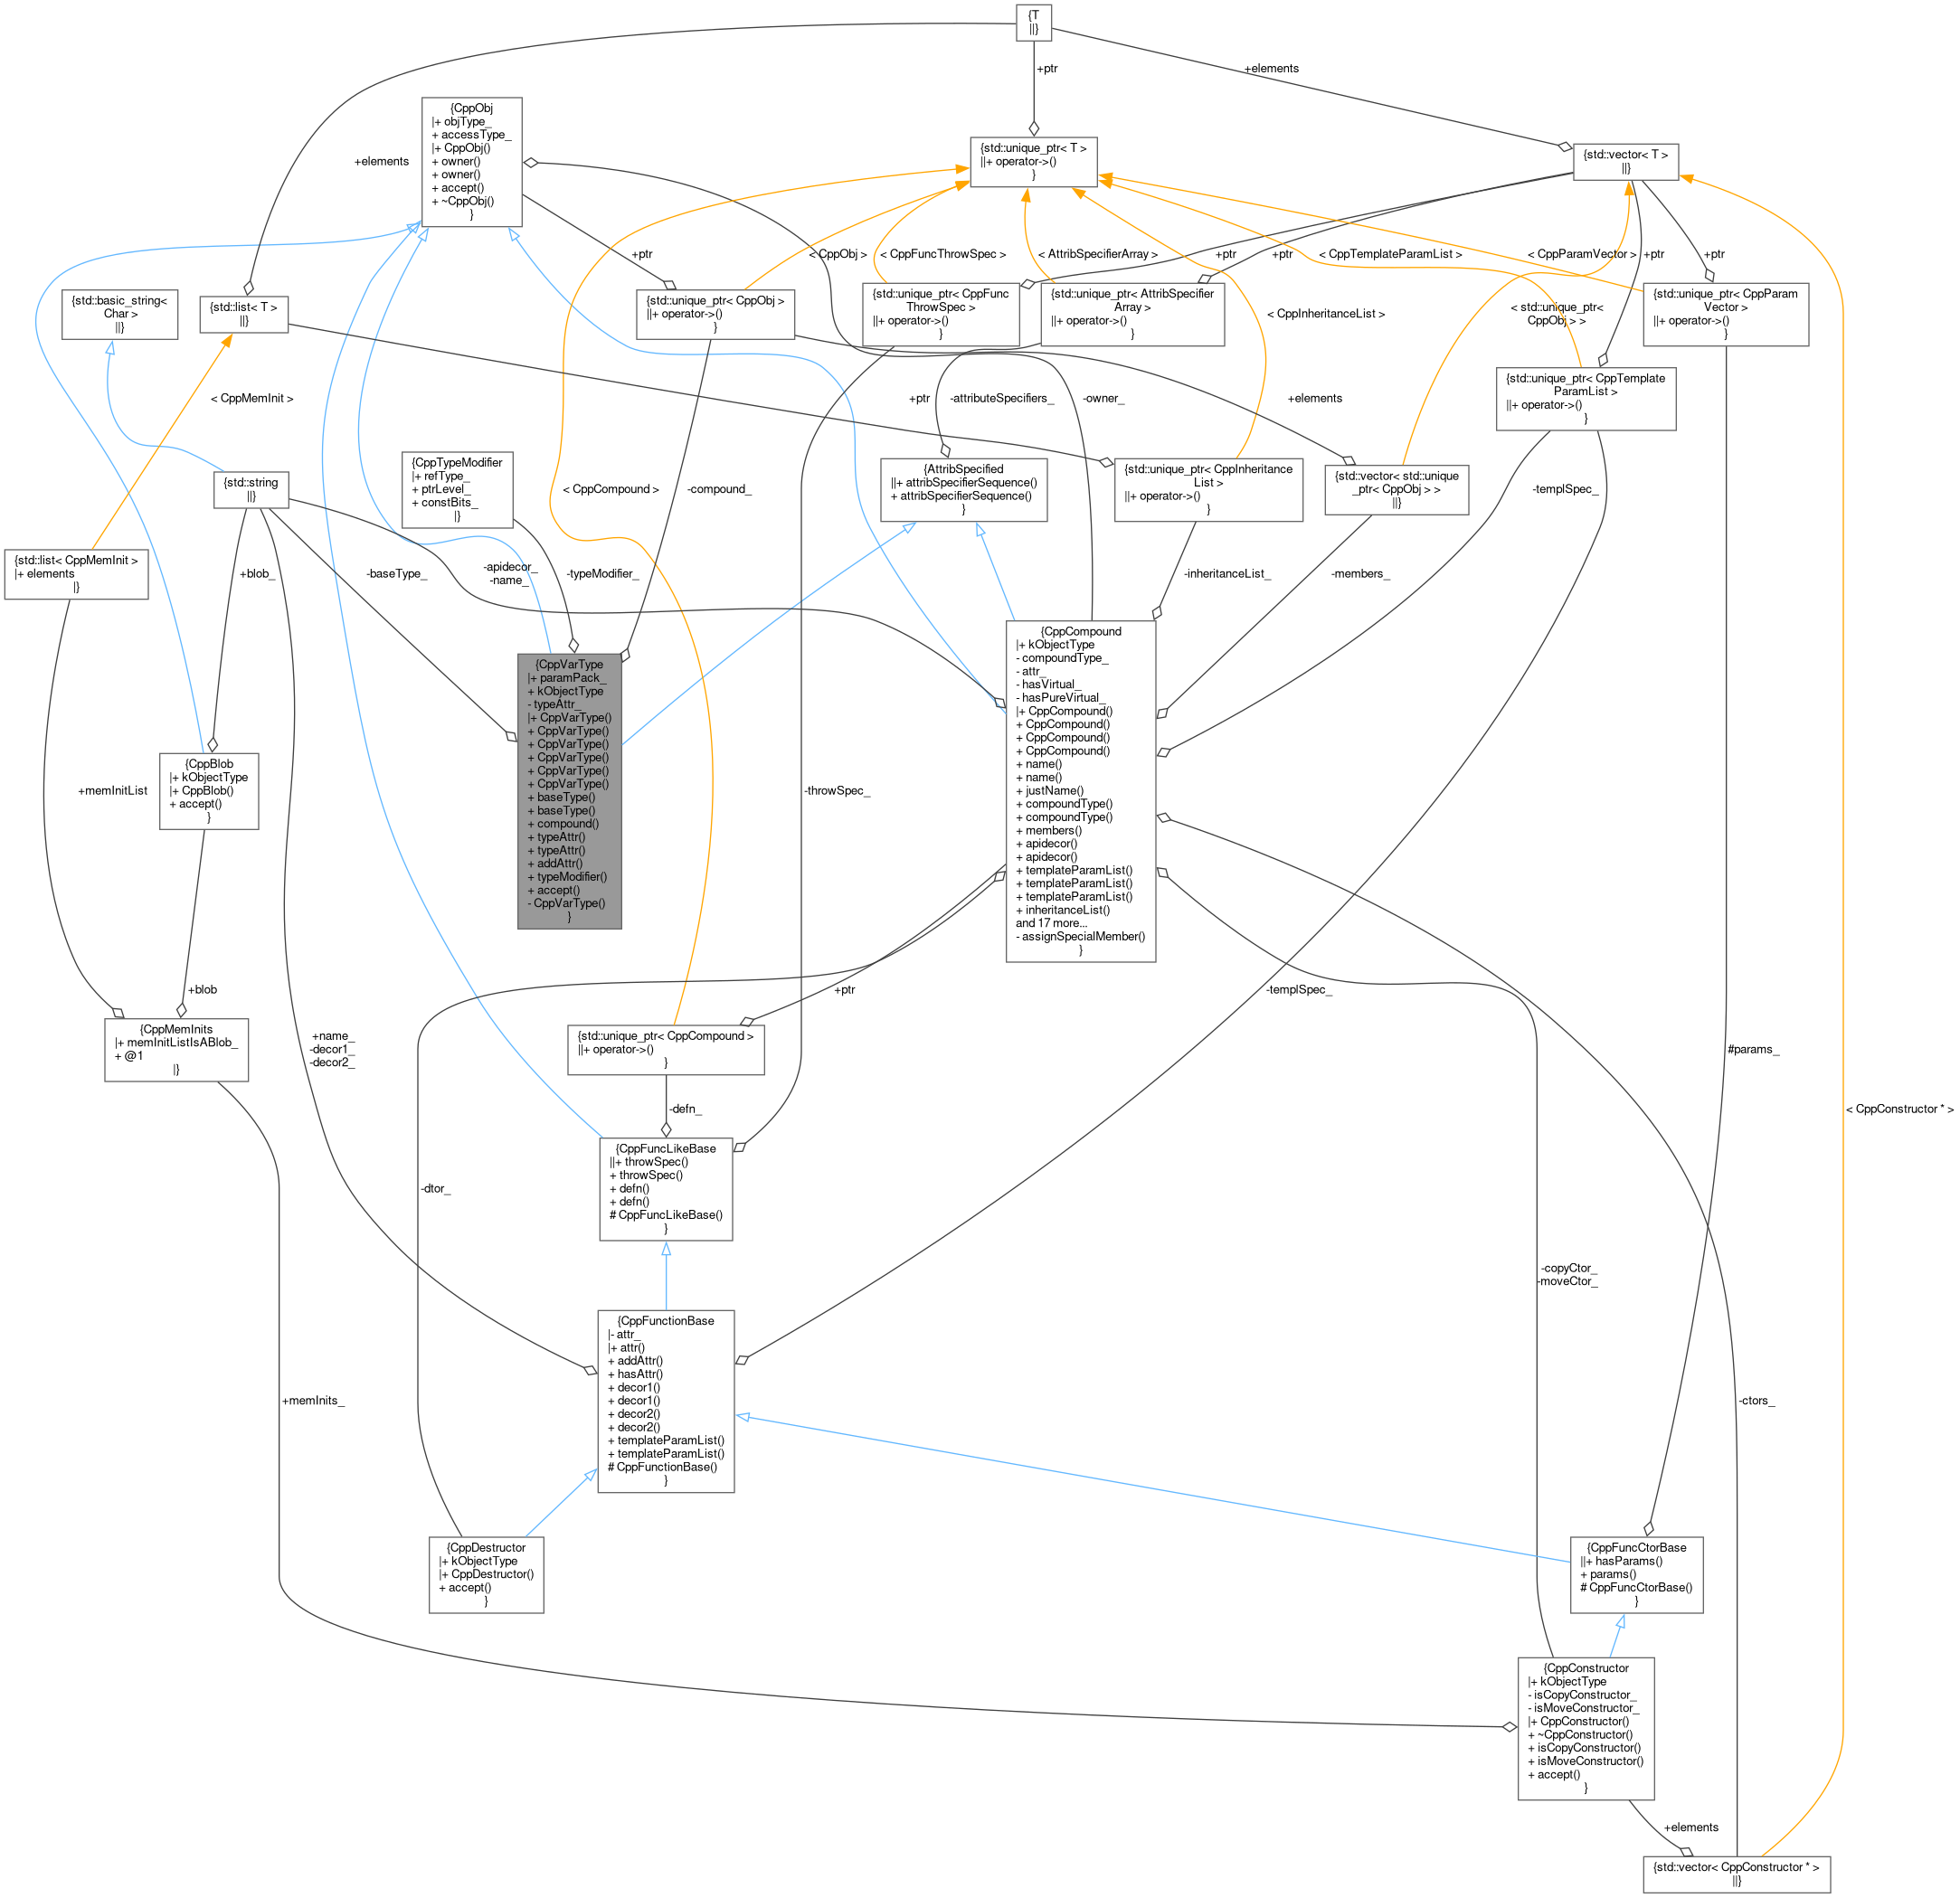 {T
||}
+elements
+ptr
+elements
{CppObj
|+ objType_
+ accessType_
|+ CppObj()
+ owner()
+ owner()
+ accept()
+ ~CppObj()
}
{std::unique_ptr< T >
||+ operator->()
}
{std::vector< T >
||}
+ptr
< CppObj >
< CppFuncThrowSpec >
< AttribSpecifierArray >
+ptr
+ptr
< CppTemplateParamList >
< CppParamVector >
+ptr
+ptr
{std::basic_string<
Char >
||}
{std::list< T >
||}
{std::unique_ptr< CppObj >
||+ operator->()
}
{std::unique_ptr< CppFunc
ThrowSpec >
||+ operator->()
}
{std::unique_ptr< AttribSpecifier
Array >
||+ operator->()
}
< CppInheritanceList >
< std::unique_ptr<
CppObj > >
{std::unique_ptr< CppParam
Vector >
||+ operator->()
}
{std::unique_ptr< CppTemplate
ParamList >
||+ operator->()
}
< CppMemInit >
+ptr
-attributeSpecifiers_
-owner_
+elements
{std::string
||}
{CppTypeModifier
|+ refType_
+ ptrLevel_
+ constBits_
|}
< CppCompound >
-compound_
{AttribSpecified
||+ attribSpecifierSequence()
+ attribSpecifierSequence()
}
{std::unique_ptr< CppInheritance
List >
||+ operator->()
}
{std::vector< std::unique
_ptr< CppObj > >
||}
-templSpec_
{std::list< CppMemInit >
|+ elements
|}
+blob_
-baseType_
-apidecor_
-name_
-typeModifier_
-inheritanceList_
-members_
{CppVarType
|+ paramPack_
+ kObjectType
- typeAttr_
|+ CppVarType()
+ CppVarType()
+ CppVarType()
+ CppVarType()
+ CppVarType()
+ CppVarType()
+ baseType()
+ baseType()
+ compound()
+ typeAttr()
+ typeAttr()
+ addAttr()
+ typeModifier()
+ accept()
- CppVarType()
}
{CppCompound
|+ kObjectType
- compoundType_
- attr_
- hasVirtual_
- hasPureVirtual_
|+ CppCompound()
+ CppCompound()
+ CppCompound()
+ CppCompound()
+ name()
+ name()
+ justName()
+ compoundType()
+ compoundType()
+ members()
+ apidecor()
+ apidecor()
+ templateParamList()
+ templateParamList()
+ templateParamList()
+ inheritanceList()
and 17 more...
- assignSpecialMember()
}
{CppBlob
|+ kObjectType
|+ CppBlob()
+ accept()
}
+memInitList
-throwSpec_
+blob
+ptr
-templSpec_
{CppMemInits
|+ memInitListIsABlob_
+ @1
|}
+name_
-decor1_
-decor2_
{std::unique_ptr< CppCompound >
||+ operator->()
}
#params_
-defn_
< CppConstructor * >
{CppFuncLikeBase
||+ throwSpec()
+ throwSpec()
+ defn()
+ defn()
# CppFuncLikeBase()
}
-dtor_
-copyCtor_
-moveCtor_
{CppFunctionBase
|- attr_
|+ attr()
+ addAttr()
+ hasAttr()
+ decor1()
+ decor1()
+ decor2()
+ decor2()
+ templateParamList()
+ templateParamList()
# CppFunctionBase()
}
+memInits_
-ctors_
{CppDestructor
|+ kObjectType
|+ CppDestructor()
+ accept()
}
{CppFuncCtorBase
||+ hasParams()
+ params()
# CppFuncCtorBase()
}
{CppConstructor
|+ kObjectType
- isCopyConstructor_
- isMoveConstructor_
|+ CppConstructor()
+ ~CppConstructor()
+ isCopyConstructor()
+ isMoveConstructor()
+ accept()
}
+elements
{std::vector< CppConstructor * >
||}